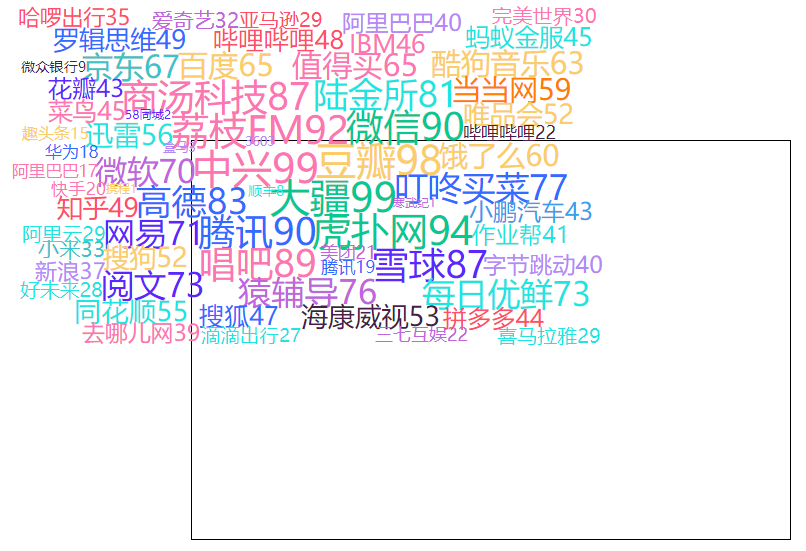 哈啰出行35
爱奇艺32
亚马逊29
阿里巴巴40
完美世界30
罗辑思维49
哔哩哔哩48
IBM46
蚂蚁金服45
微众银行9
京东67
百度65
值得买65
酷狗音乐63
花瓣43
商汤科技87
陆金所81
当当网59
菜鸟45
58同城2
荔枝FM92
微信90
唯品会52
趣头条15
迅雷56
哔哩哔哩22
华为18
3603
微软70
中兴99
豆瓣98
饿了么60
阿里巴巴17
快手20
高德83
顺丰8
大疆99
叮咚买菜77
寒武纪1
知乎49
小鹏汽车43
阿里云29
网易71
腾讯90
虎扑网94
作业帮41
小米33
搜狗52
唱吧89
美团21
雪球87
新浪37
腾讯19
字节跳动40
好未来28
阅文73
猿辅导76
每日优鲜73
同花顺55
搜狐47
海康威视53
拼多多44
去哪儿网39
滴滴出行27
三七互娱22
喜马拉雅29